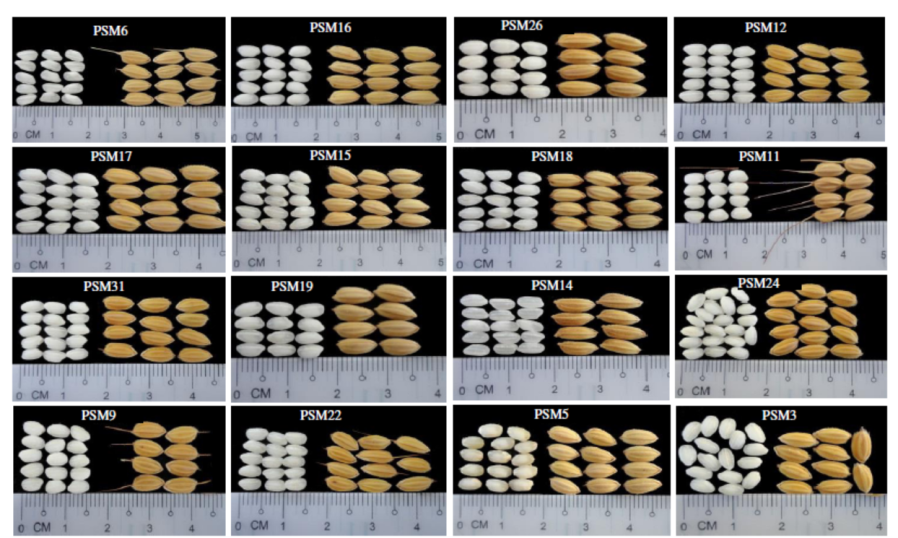 PSM6
0 CM 1 2 3 4 5
PSM16
0 CM 1 2 3 4 5
PSM26
0 CM 1 2 3 4
PSM12
0 CM 1 2 3 4
PSM17
0 CM 1 2 3 4
PSM15
0 CM 1 2 3 4
PSM18
0 CM 1 2 3 4
PSM11
0 CM 1 2 3 4 5
PSM31
0 CM 1 2 3 4
PSM19
0 CM 1 2 3 4
PSM14
0 CM 1 2 3 4
PSM24
0 CM 1 2 3 4
PSM9
0 CM 1 2 3 4
PSM22
0 CM 1 2 3 4
PSM5
0 CM 1 2 3 4
PSM3
0 CM 1 2 3 4